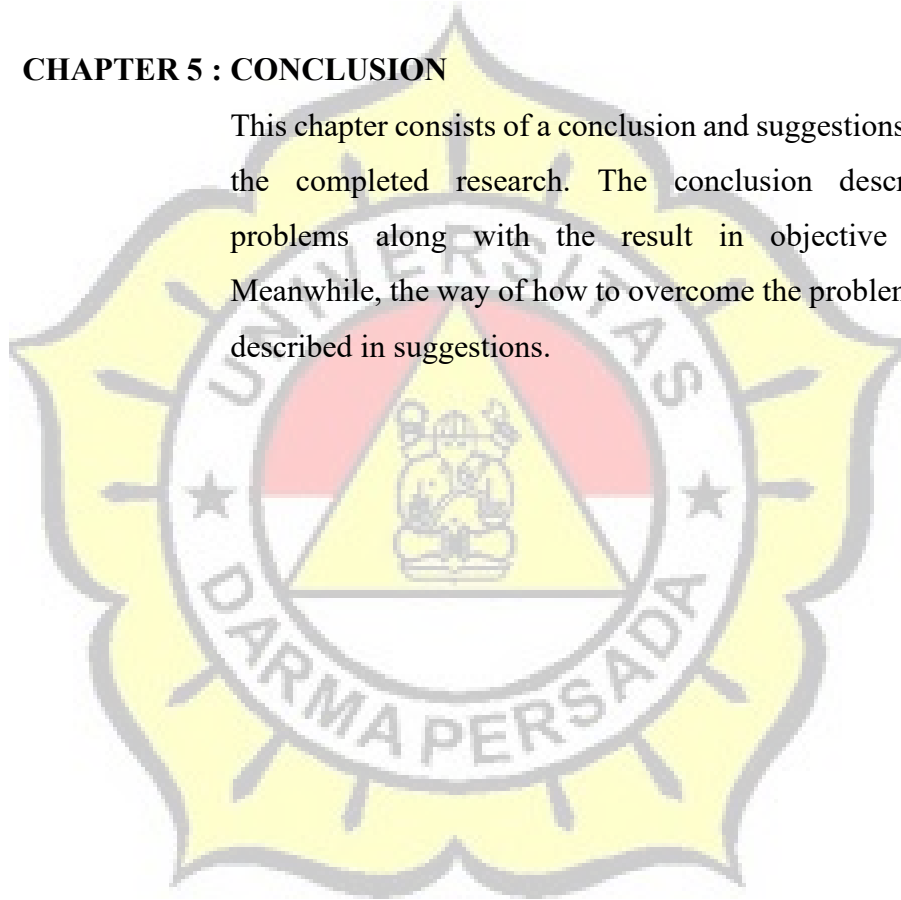 CHAPTER 5 : CONCLUSION
This chapter consists of a conclusion and suggestions
the completed research. The conclusion descr
problems along with the result in objective
Meanwhile, the way of how to overcome the problem
described in suggestions.
UNIVERSITAS
DARMA PERSADA